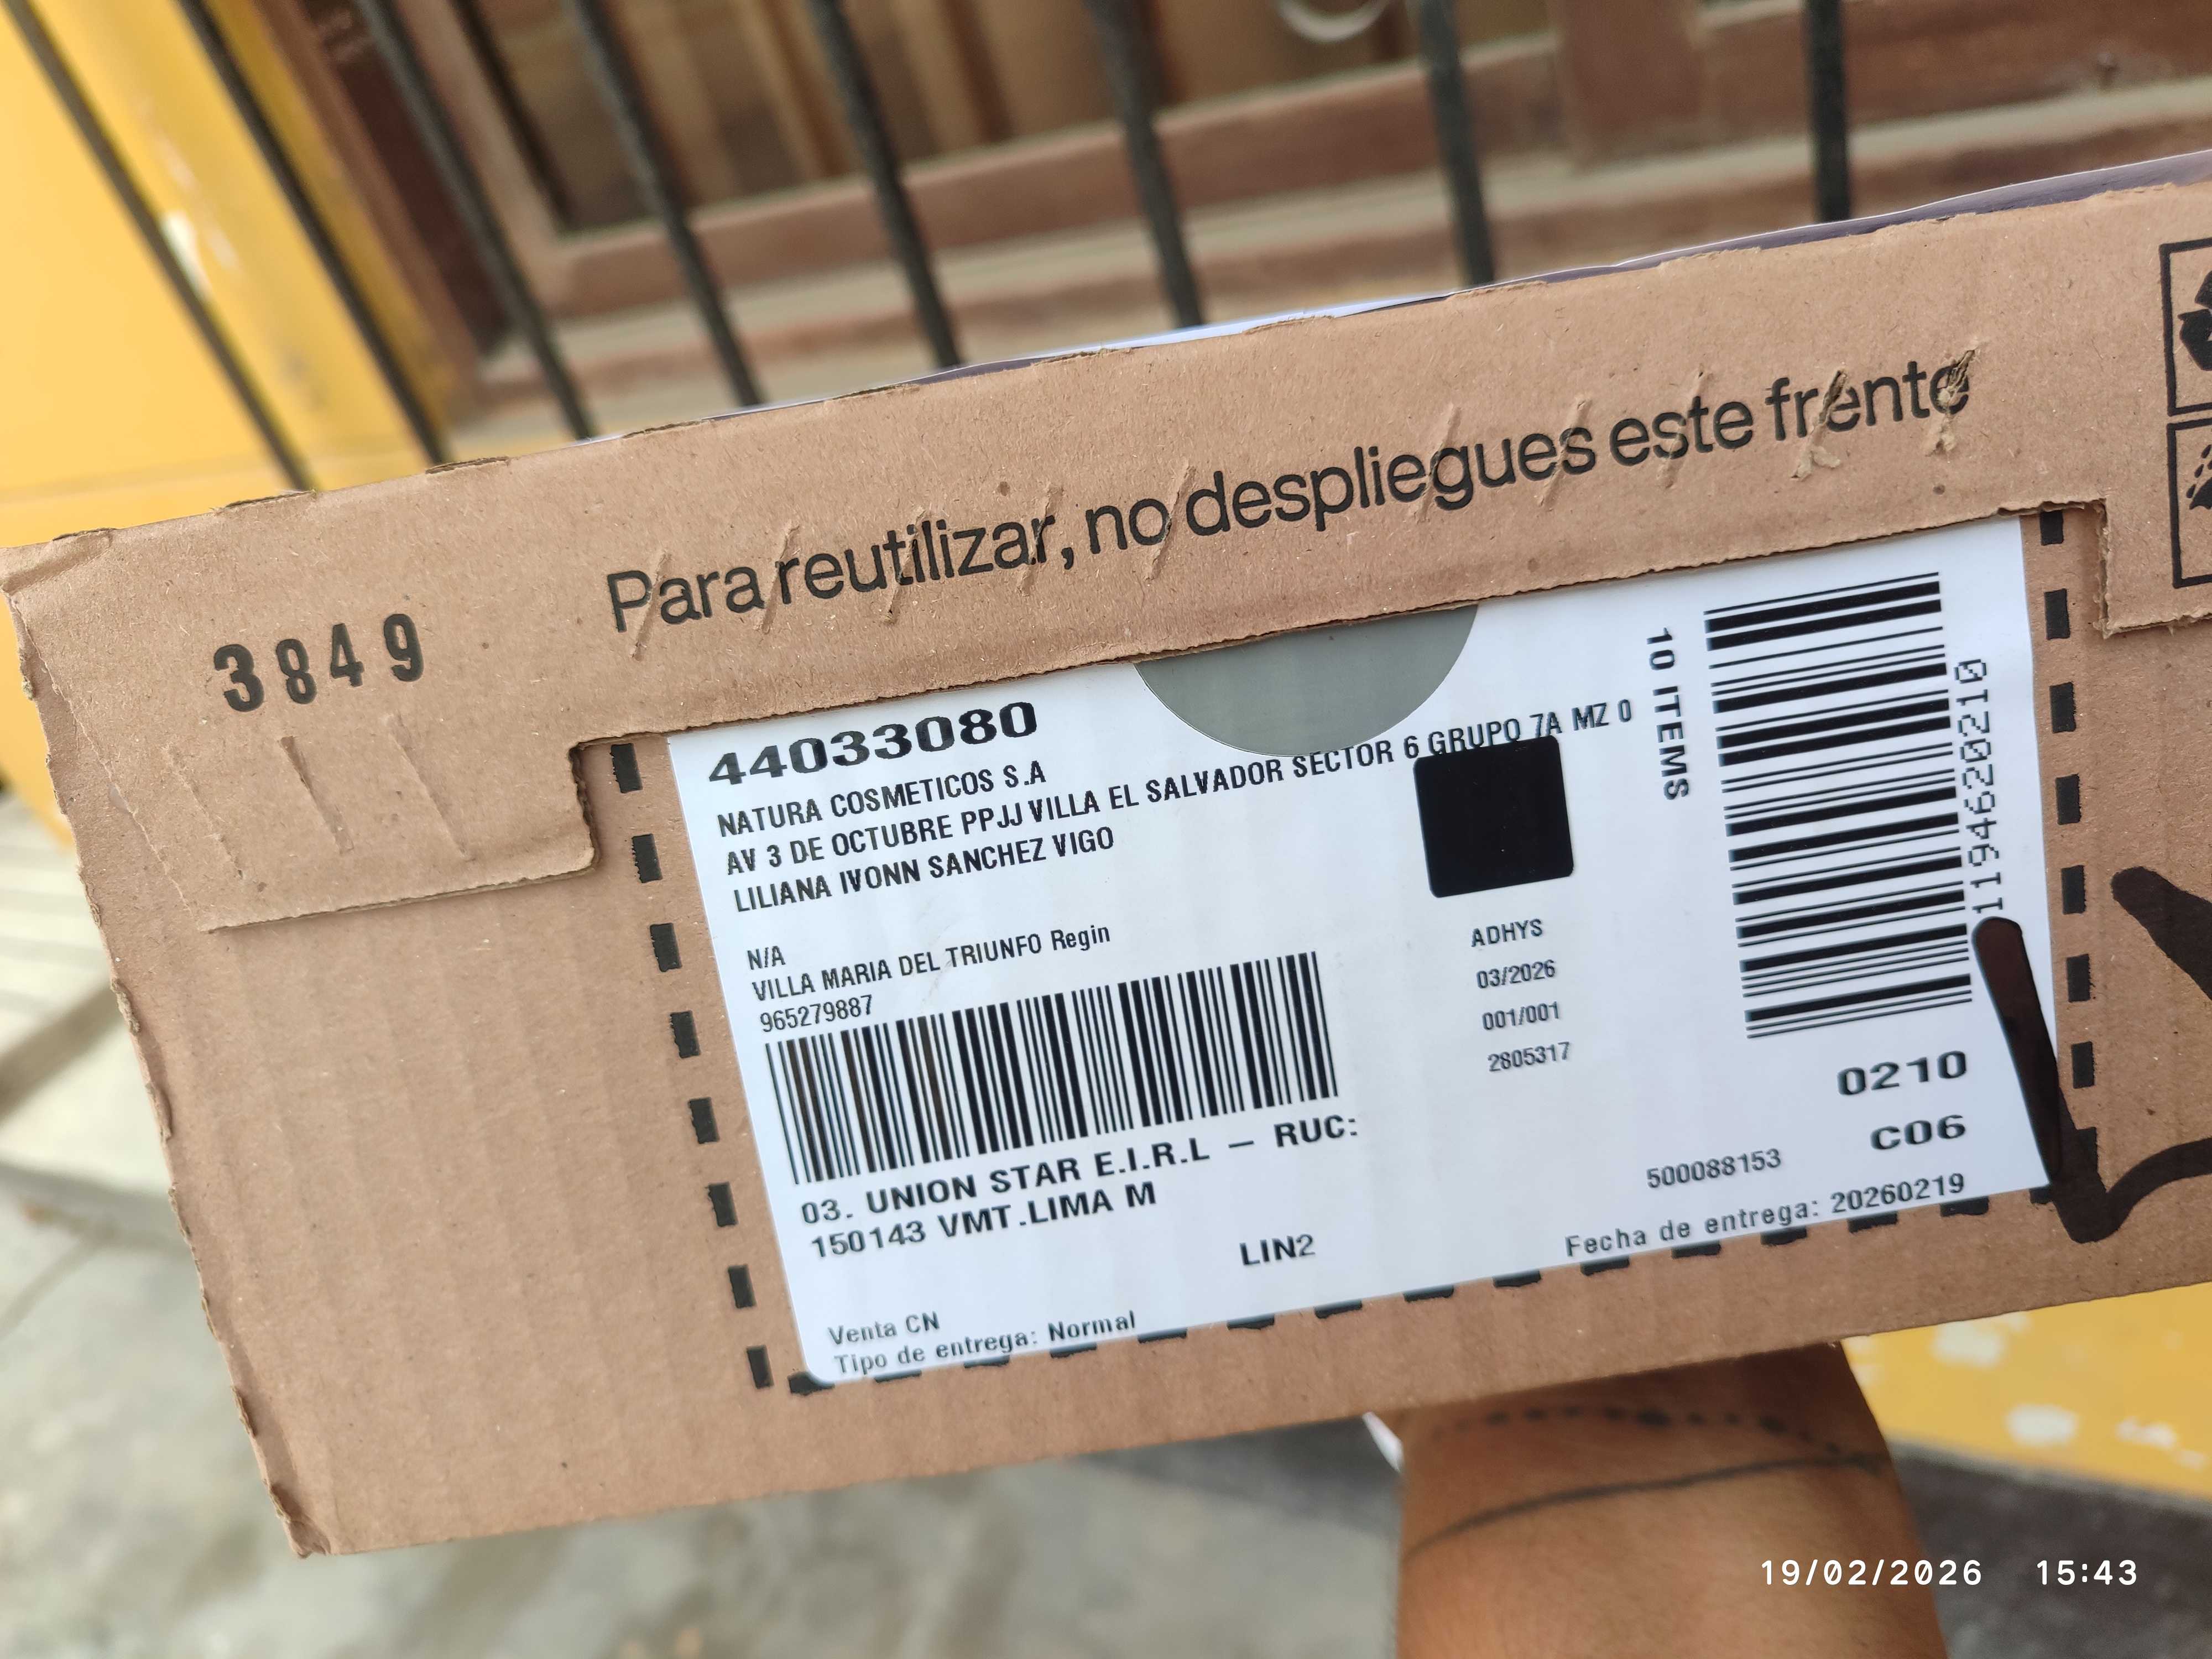 Para reutilizar, no despliegues este frente
3849
44033080
NATURA COSMETICOS S.A
AV 3 DE OCTUBRE PPJJ VILLA EL SALVADOR SECTOR 6 GRUPO 7A MZ O
LILIANA IVONN SANCHEZ VIGO
N/A
VILLA MARIA DEL TRIUNFO Regin
965279887
03. UNION STAR E.I.R.L – RUC:
150143 VMT.LIMA M
LIN2
Venta CN
Tipo de entrega: Normal
ADHYS
03/2026
001/001
2805317
10 ITEMS
1194620210
0210
C06
500088153
Fecha de entrega: 20260219
19/02/2026 15:43